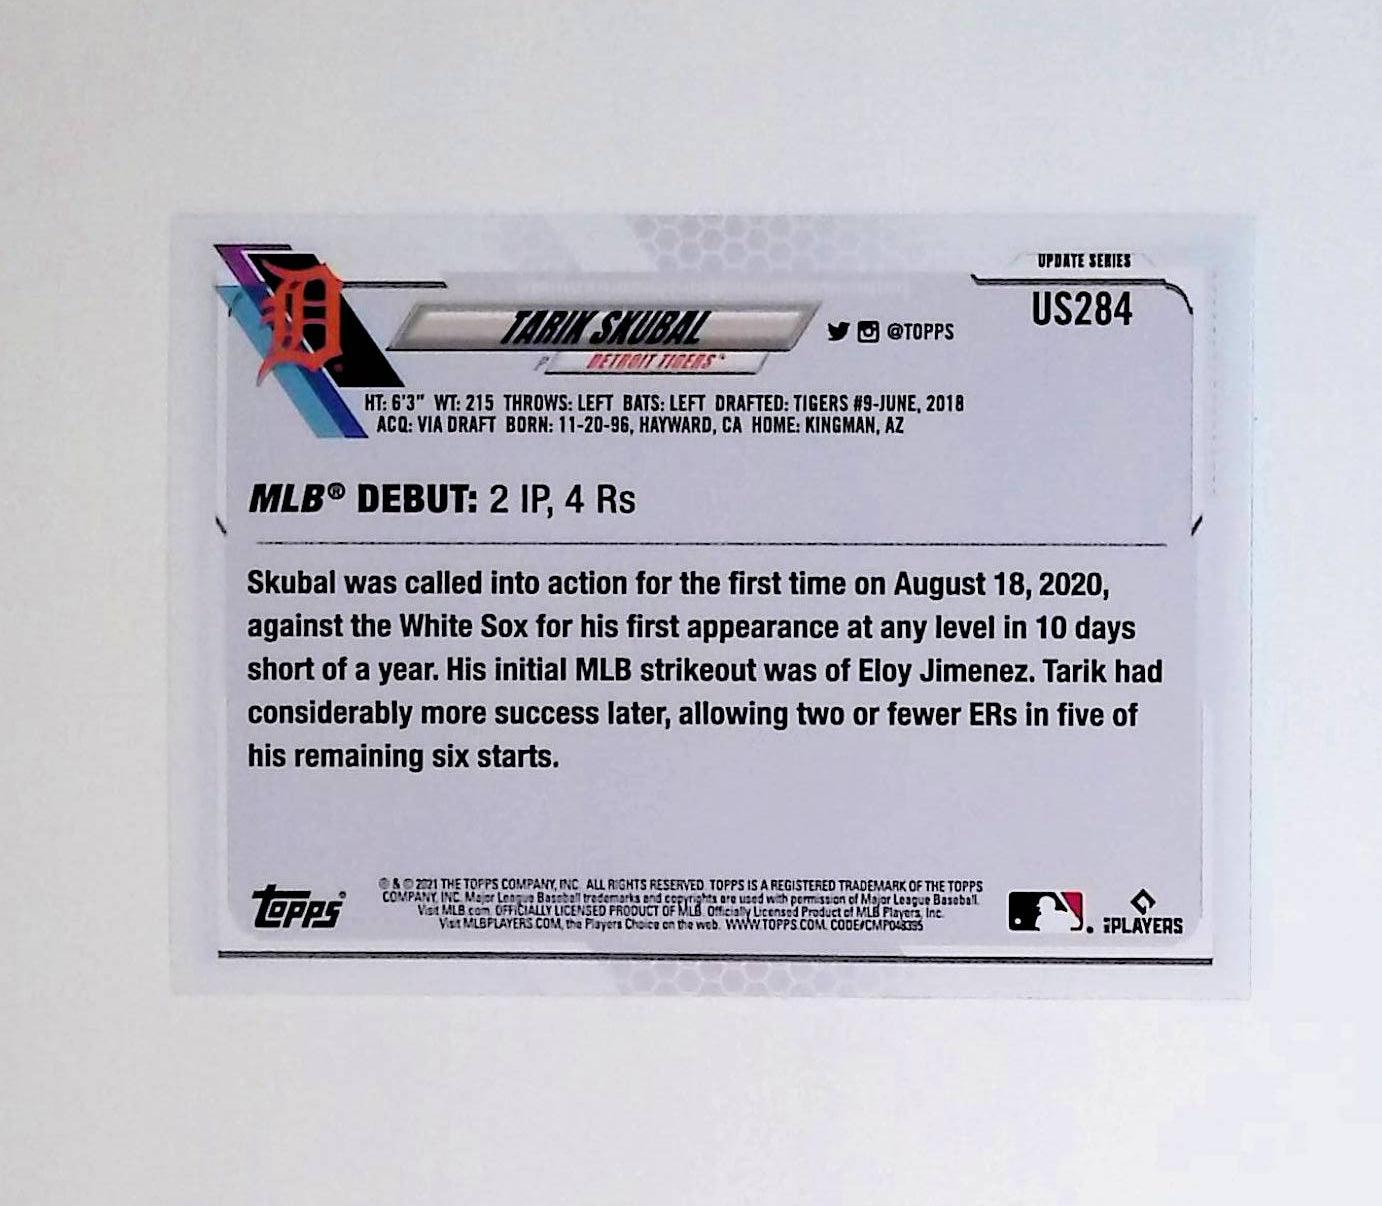 UPDATE SERIES
US284
D
TARIK SKUBAL
@TOPPS
P DETROIT TIGERS
HT: 6'3" WT: 215 THROWS: LEFT BATS: LEFT DRAFTED: TIGERS #9-JUNE, 2018
ACQ: VIA DRAFT BORN: 11-20-96, HAYWARD, CA HOME: KINGMAN, AZ
MLB® DEBUT: 2 IP, 4 Rs
Skubal was called into action for the first time on August 18, 2020,
against the White Sox for his first appearance at any level in 10 days
short of a year. His initial MLB strikeout was of Eloy Jimenez. Tarik had
considerably more success later, allowing two or fewer ERs in five of
his remaining six starts.
TOPPS®
® & © 2021 THE TOPPS COMPANY, INC. ALL RIGHTS RESERVED. TOPPS IS A REGISTERED TRADEMARK OF THE TOPPS
COMPANY, INC. Major League Baseball trademarks and copyrights are used with permission of Major League Baseball.
Visit MLB.com. OFFICIALLY LICENSED PRODUCT OF MLB. Officially Licensed Product of MLB Players, Inc.
Visit MLBPLAYERS.COM, the Players Choice on the web. WWW.TOPPS.COM. CODE#CMP048395
PLAYERS